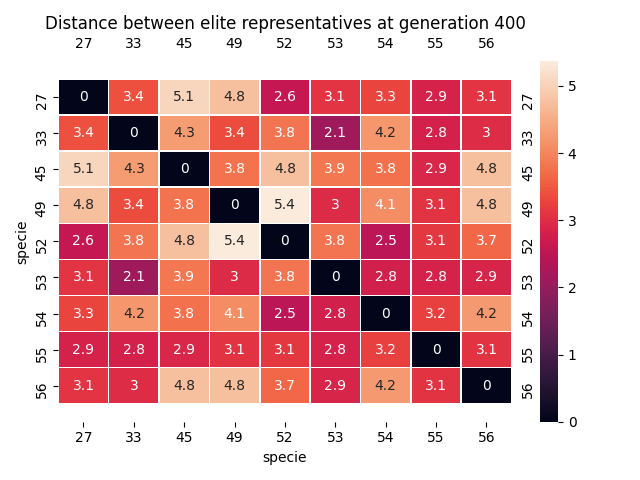 Distance between elite representatives at generation 400
27 33 45 49 52 53 54 55 56
27 0 3.4 5.1 4.8 2.6 3.1 3.3 2.9 3.1 27
33 3.4 0 4.3 3.4 3.8 2.1 4.2 2.8 3 33
45 5.1 4.3 0 3.8 4.8 3.9 3.8 2.9 4.8 45
49 4.8 3.4 3.8 0 5.4 3 4.1 3.1 4.8 49
52 2.6 3.8 4.8 5.4 0 3.8 2.5 3.1 3.7 52
53 3.1 2.1 3.9 3 3.8 0 2.8 2.8 2.9 53
54 3.3 4.2 3.8 4.1 2.5 2.8 0 3.2 4.2 54
55 2.9 2.8 2.9 3.1 3.1 2.8 3.2 0 3.1 55
56 3.1 3 4.8 4.8 3.7 2.9 4.2 3.1 0 56
27 33 45 49 52 53 54 55 56
specie
specie
5
4
3
2
1
0